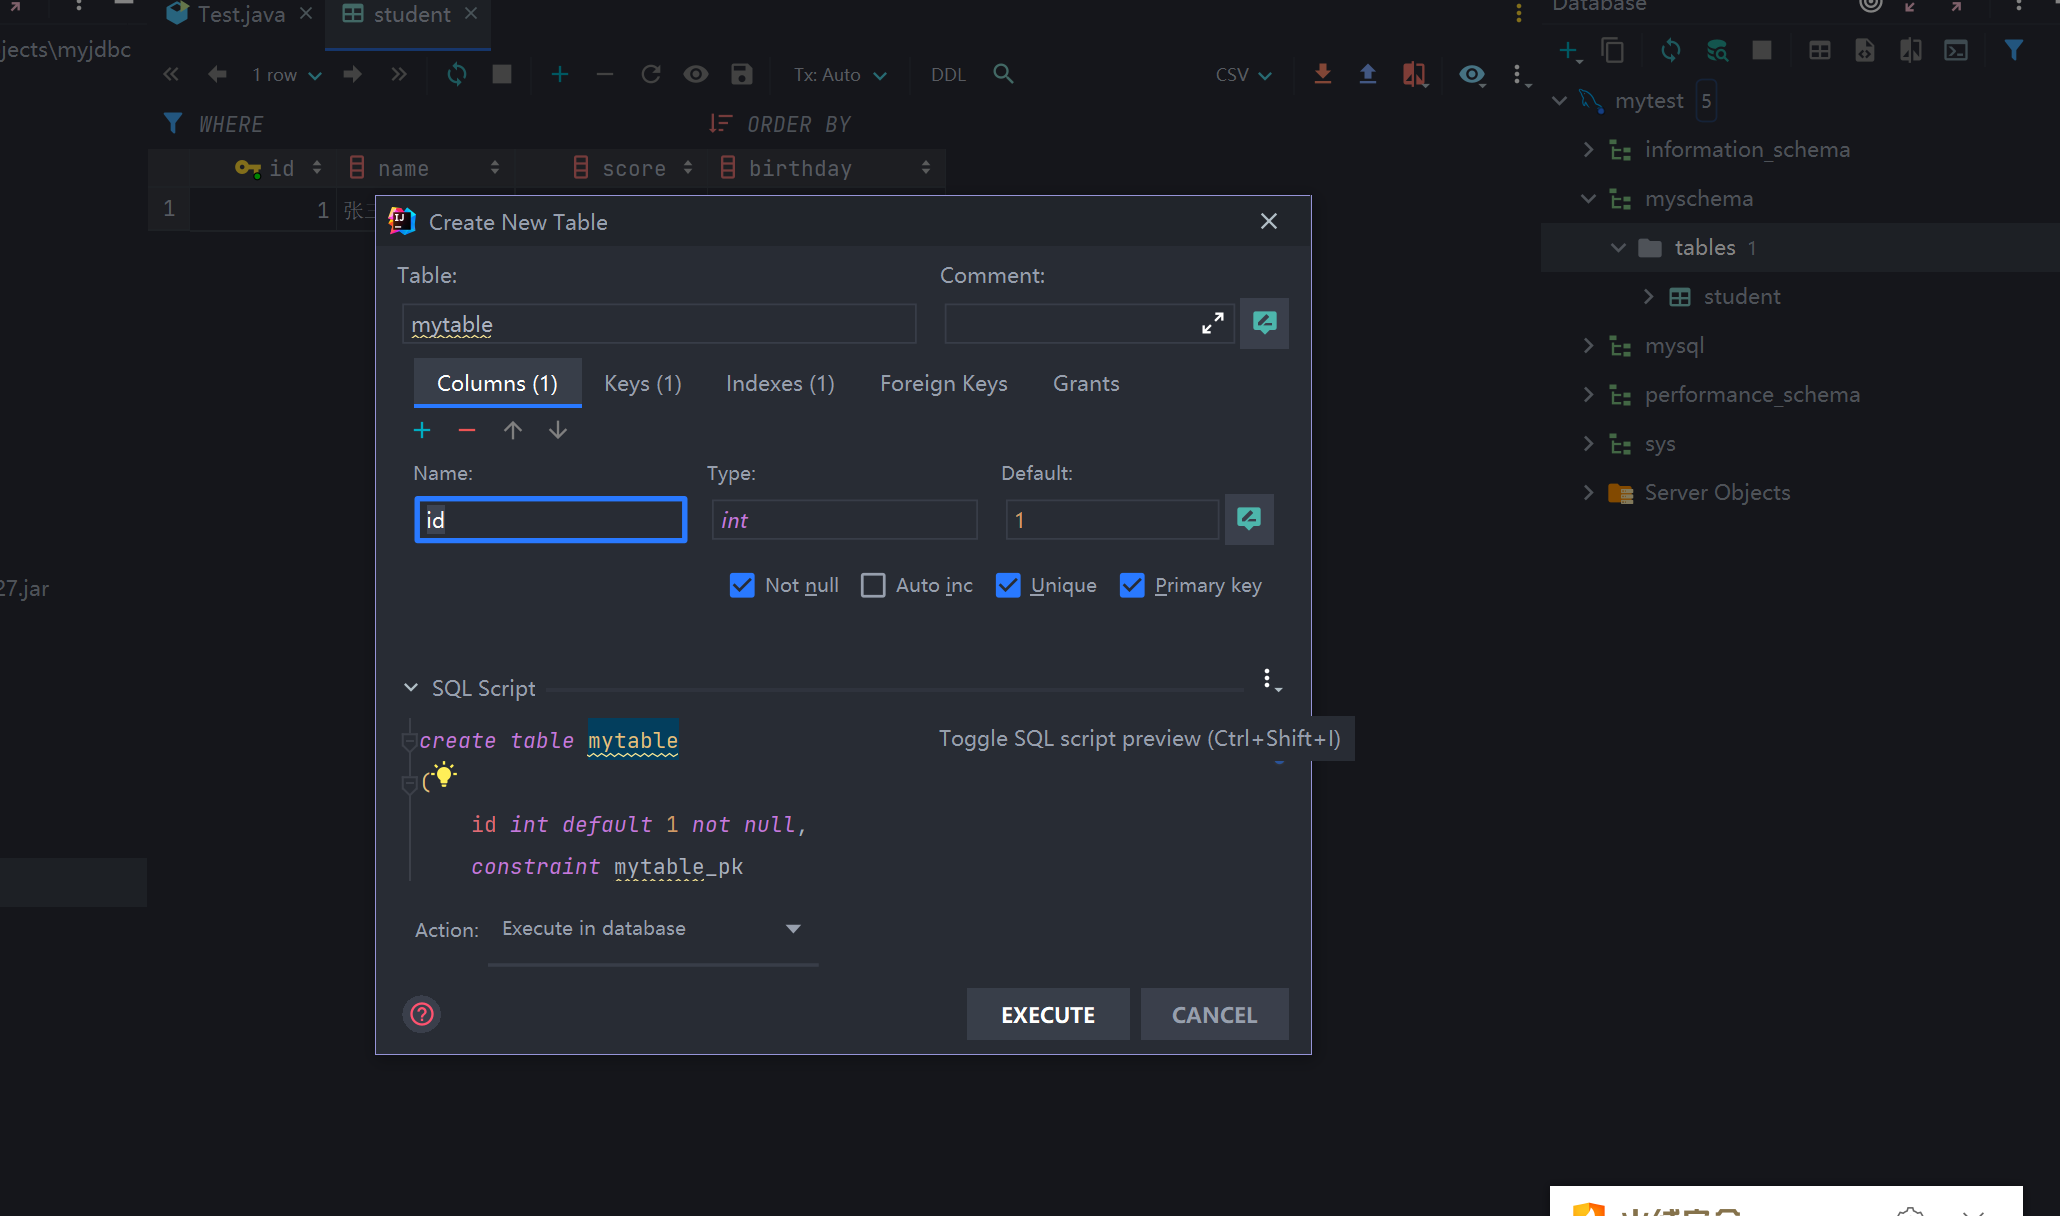 Test.java
student
Database
jects\myjdbc
1 row
Tx: Auto
DDL
CSV
WHERE
ORDER BY
id
name
score
birthday
1
1
张三
mytest 5
information_schema
myschema
tables 1
student
mysql
performance_schema
sys
Server Objects
27.jar
Create New Table
Table:
Comment:
mytable
Columns (1)
Keys (1)
Indexes (1)
Foreign Keys
Grants
Name:
Type:
Default:
id
int
1
Not null
Auto inc
Unique
Primary key
SQL Script
create table mytable
Toggle SQL script preview (Ctrl+Shift+I)
(
id int default 1 not null,
constraint mytable_pk
Action:
Execute in database
EXECUTE
CANCEL